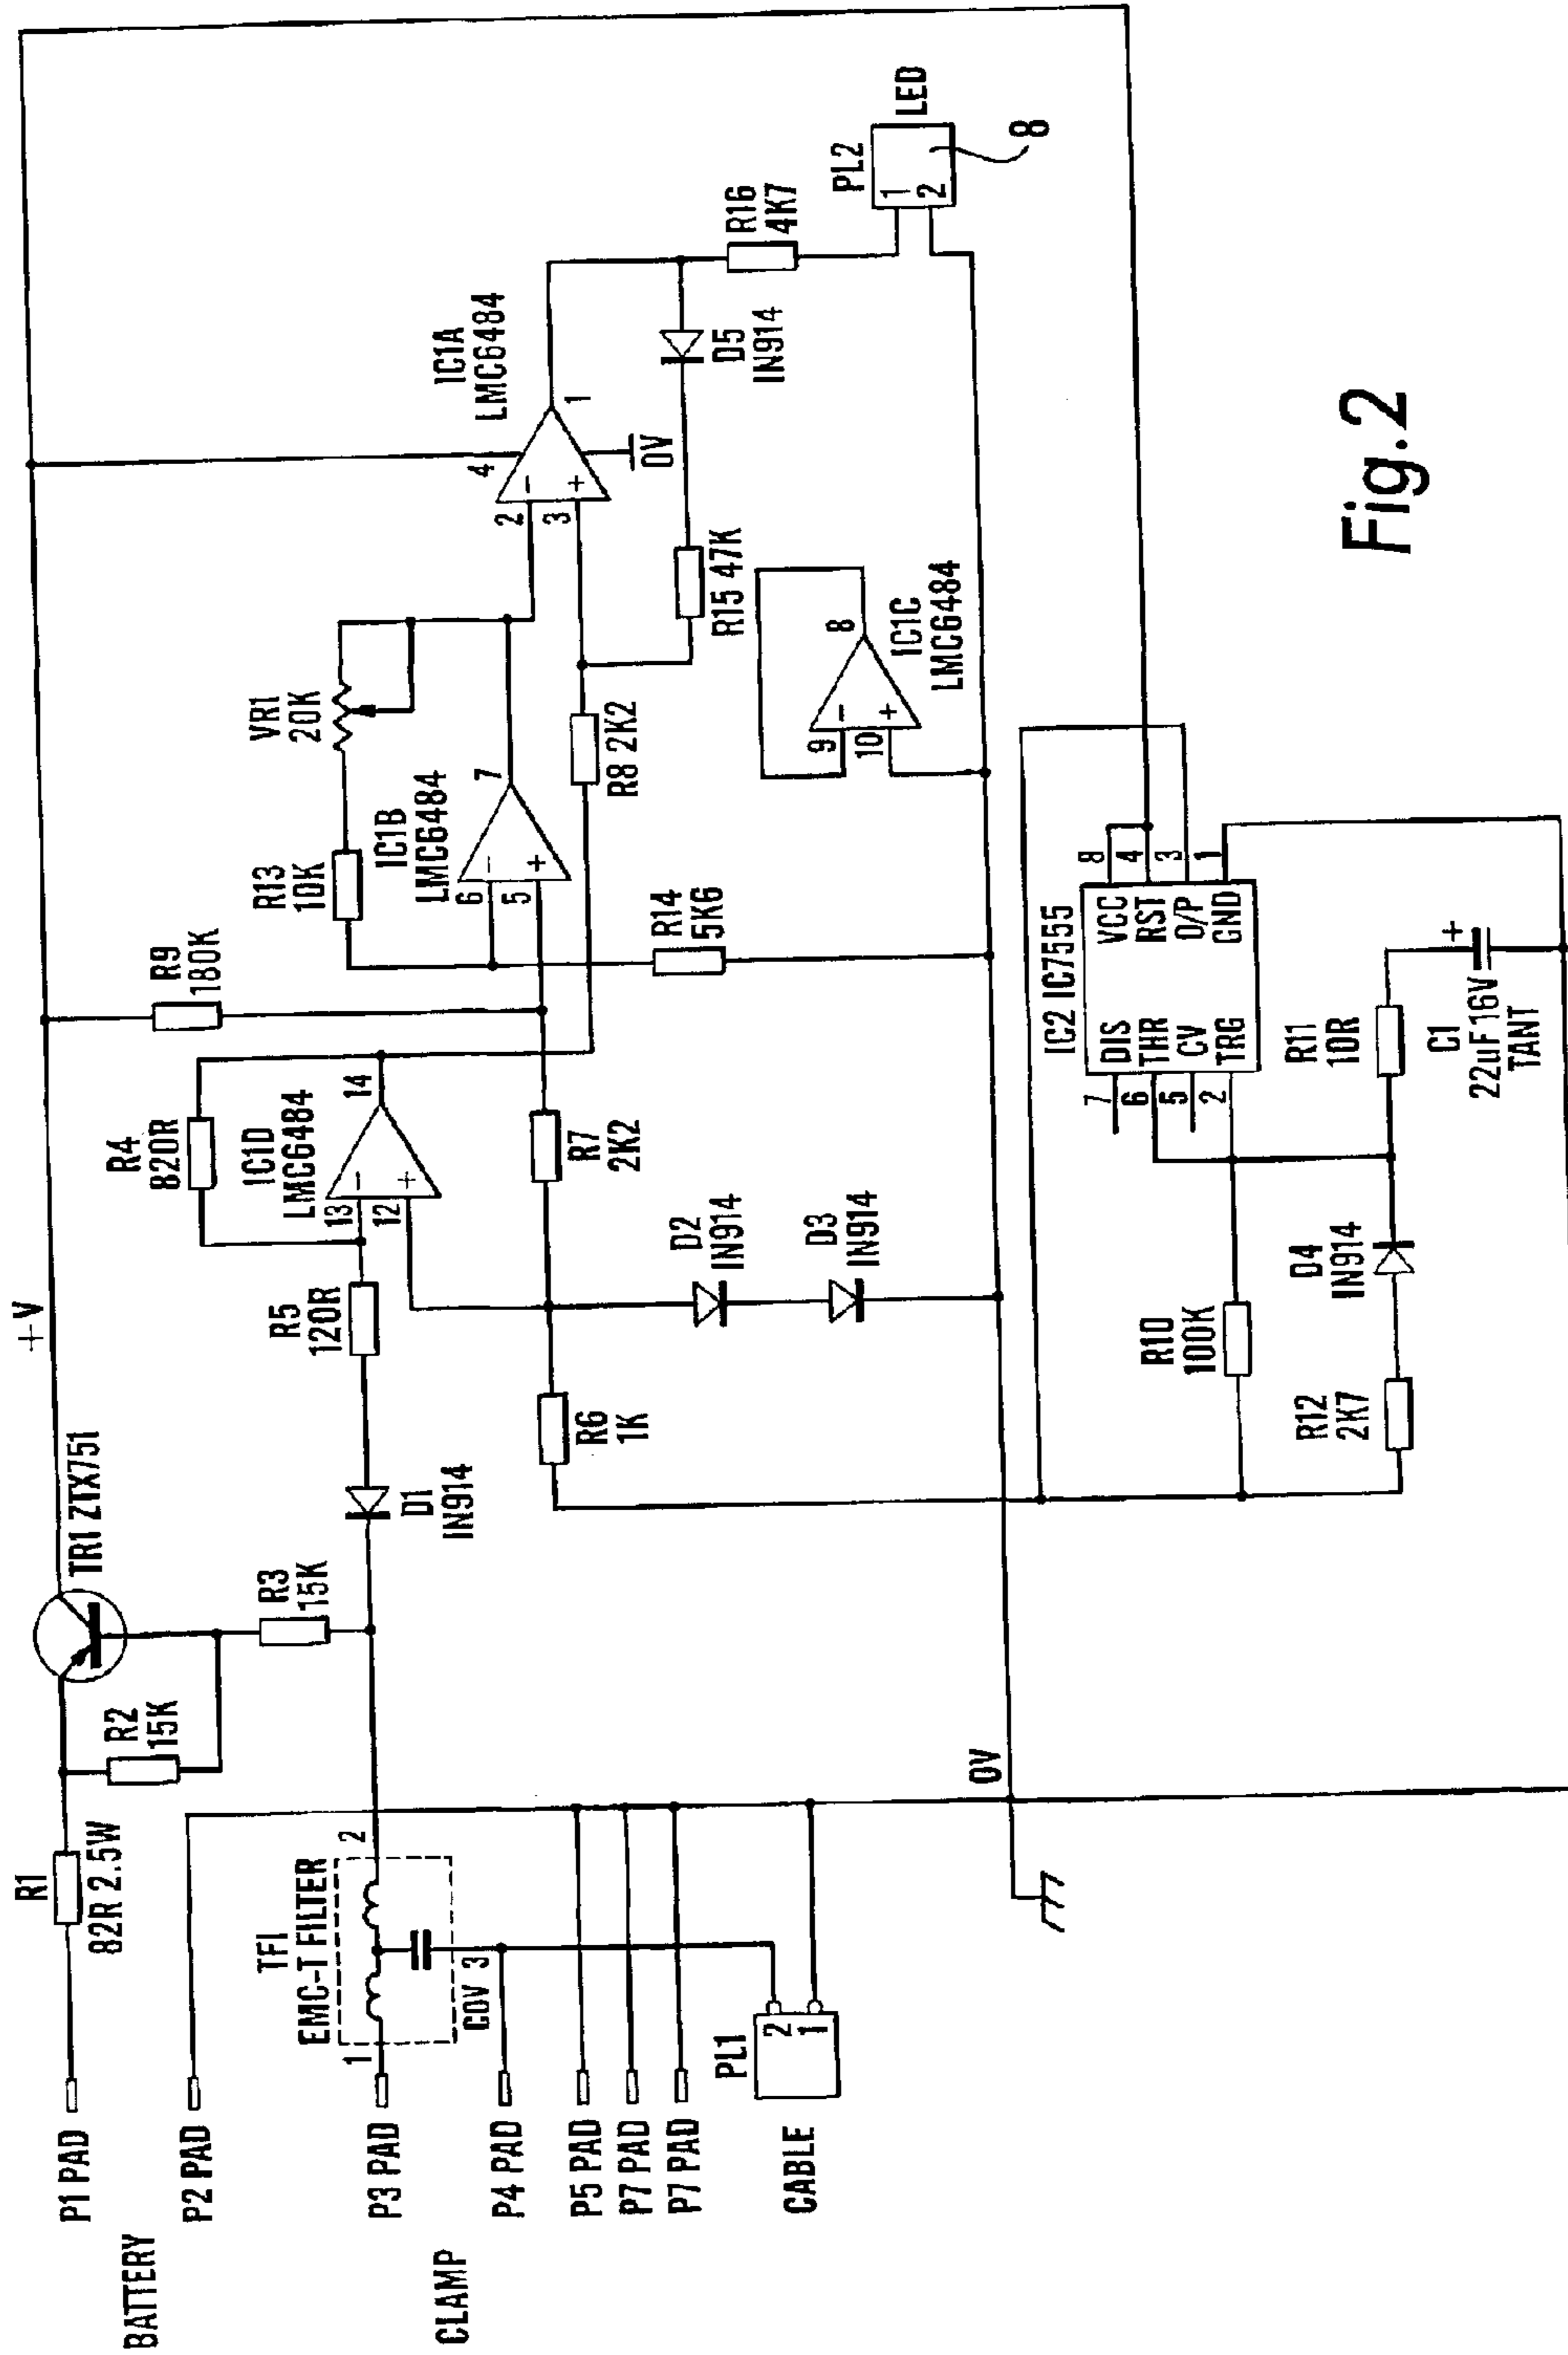 BATTERY
P1 PAD
P2 PAD
CLAMP
P3 PAD
P4 PAD
P5 PAD
P7 PAD
P7 PAD
CABLE
PL1
2
1
R1
82R 2.5W
R2
15K
TR1 ZTX751
+V
R3
15K
TF1
EMC-T FILTER
1
2
COV 3
D1
IN914
R5
120R
R4
820R
IC1D
LMC6484
13
12
14
-
+
R6
1K
R7
2K2
D2
IN914
D3
IN914
R9
180K
R13
10K
VR1
20K
IC1B
LMC6484
6
5
7
-
+
R14
5K6
R8 2K2
IC1A
LMC6484
4
2
3
1
-
+
0V
R15 47K
D5
IN914
R16
4K7
PL2
1
2
LED
8
IC1C
LMC6484
9
10
8
-
+
0V
R10
100K
R12
2K7
D4
IN914
IC2 IC7555
7
6
5
2
DIS
THR
CV
TRG
VCC
RST
O/P
GND
8
4
3
1
R11
10R
C1
22uF16V
TANT
+
Fig.2